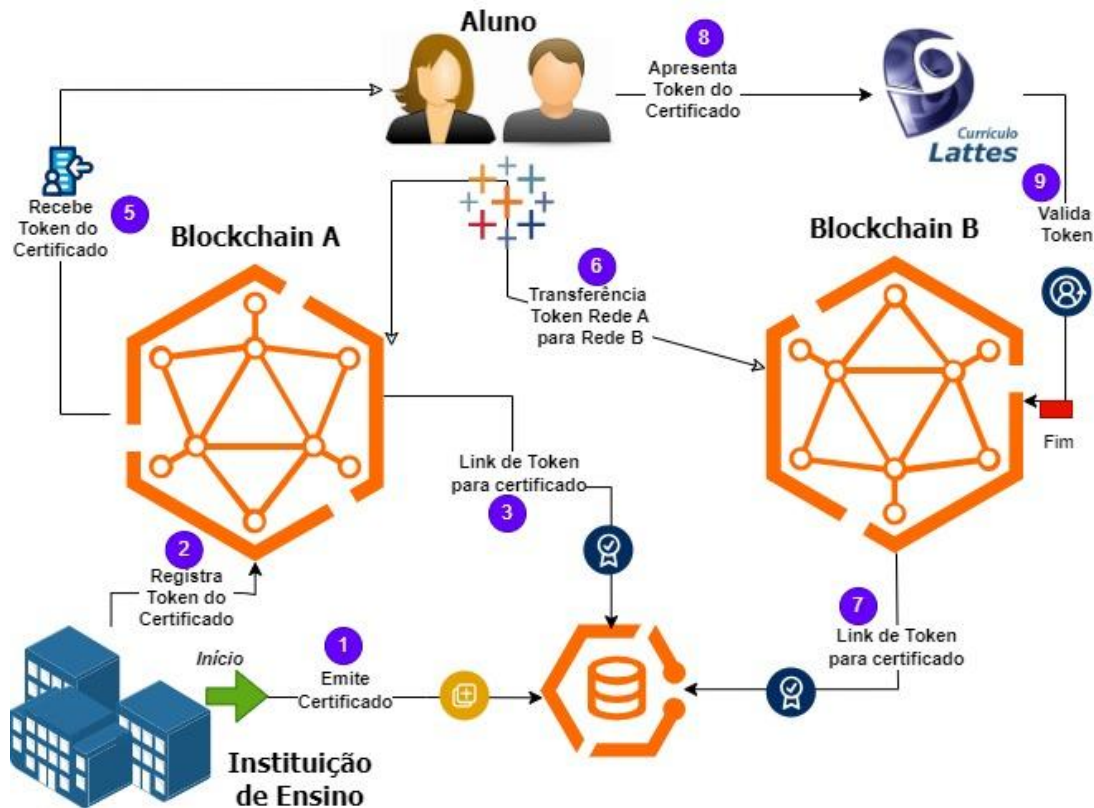 Aluno
8
Apresenta
Token do
Certificado
Currículo
Lattes
9
Valida
Token
Recebe
Token do
Certificado
5
Blockchain A
Blockchain B
6
Transferência
Token Rede A
para Rede B
Fim
Link de Token
para certificado
3
2
Registra
Token do
Certificado
7
Link de Token
para certificado
Início
1
Emite
Certificado
Instituição
de Ensino